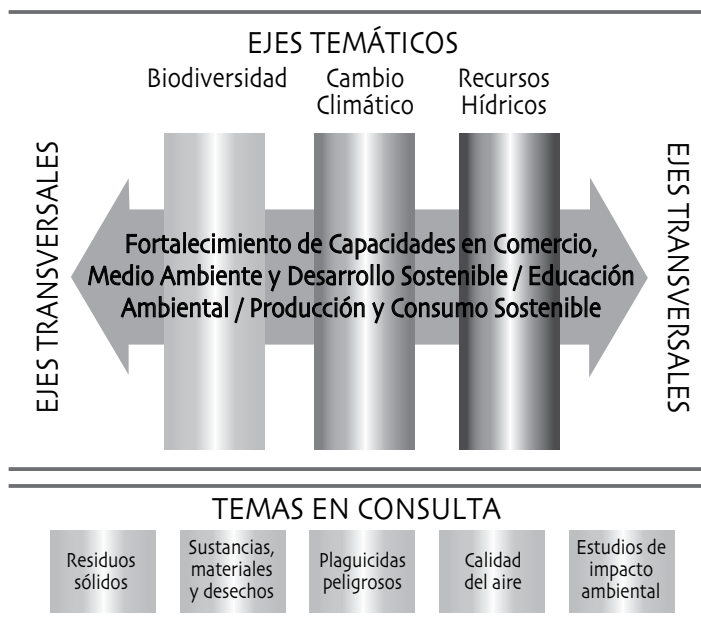 EJES TEMÁTICOS
Biodiversidad
Cambio
Climático
Recursos
Hídricos
EJES TRANSVERSALES
Fortalecimiento de Capacidades en Comercio,
Medio Ambiente y Desarrollo Sostenible / Educación
Ambiental / Producción y Consumo Sostenible
EJES TRANSVERSALES
TEMAS EN CONSULTA
Residuos
sólidos
Sustancias,
materiales
y desechos
Plaguicidas
peligrosos
Calidad
del aire
Estudios de
impacto
ambiental